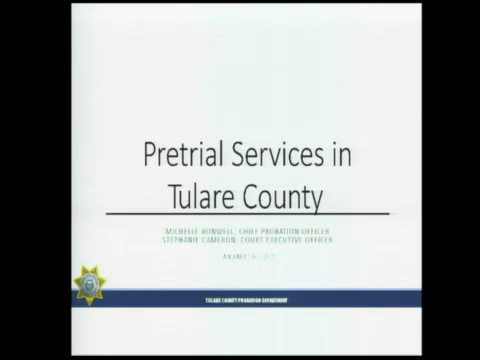 Pretrial Services in
Tulare County
MICHELLE BONWELL, CHIEF PROBATION OFFICER
STEPHANIE CAMERON, COURT EXECUTIVE OFFICER
TULARE COUNTY PROBATION DEPARTMENT